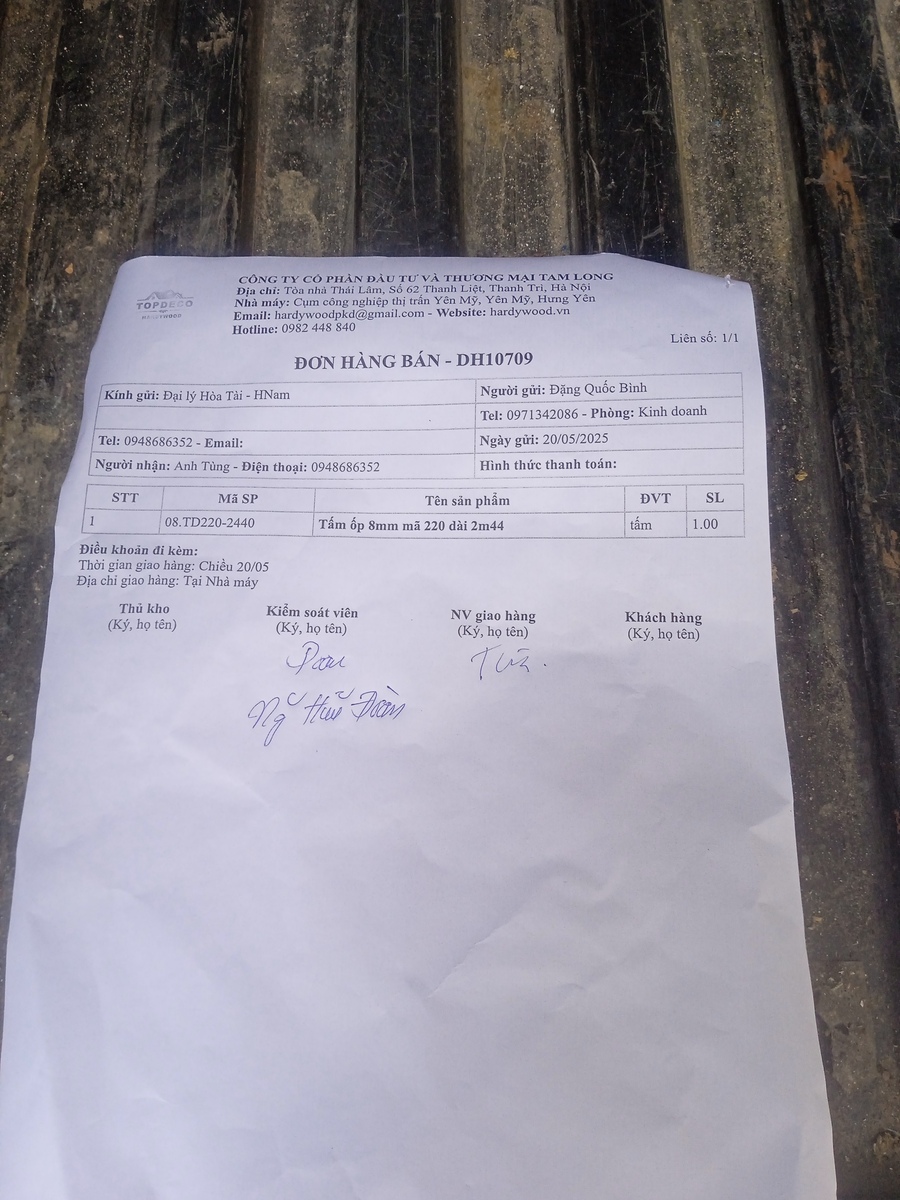 TOPDECO
HARDYWOOD
CÔNG TY CỔ PHẦN ĐẦU TƯ VÀ THƯƠNG MẠI TAM LONG
Địa chỉ: Tòa nhà Thái Lâm, Số 62 Thanh Liệt, Thanh Trì, Hà Nội
Nhà máy: Cụm công nghiệp thị trấn Yên Mỹ, Yên Mỹ, Hưng Yên
Email: hardywoodpkd@gmail.com - Website: hardywood.vn
Hotline: 0982 448 840
Liên số: 1/1
ĐƠN HÀNG BÁN - DH10709
Kính gửi: Đại lý Hòa Tài - HNam
Người gửi: Đặng Quốc Bình
Tel: 0971342086 - Phòng: Kinh doanh
Tel: 0948686352 - Email:
Ngày gửi: 20/05/2025
Người nhận: Anh Tùng - Điện thoại: 0948686352
Hình thức thanh toán:
STT Mã SP Tên sản phẩm ĐVT SL
1 08.TD220-2440 Tấm ốp 8mm mã 220 dài 2m44 tấm 1.00
Điều khoản đi kèm:
Thời gian giao hàng: Chiều 20/05
Địa chỉ giao hàng: Tại Nhà máy
Thủ kho Kiểm soát viên NV giao hàng Khách hàng
(Ký, họ tên) (Ký, họ tên) (Ký, họ tên) (Ký, họ tên)